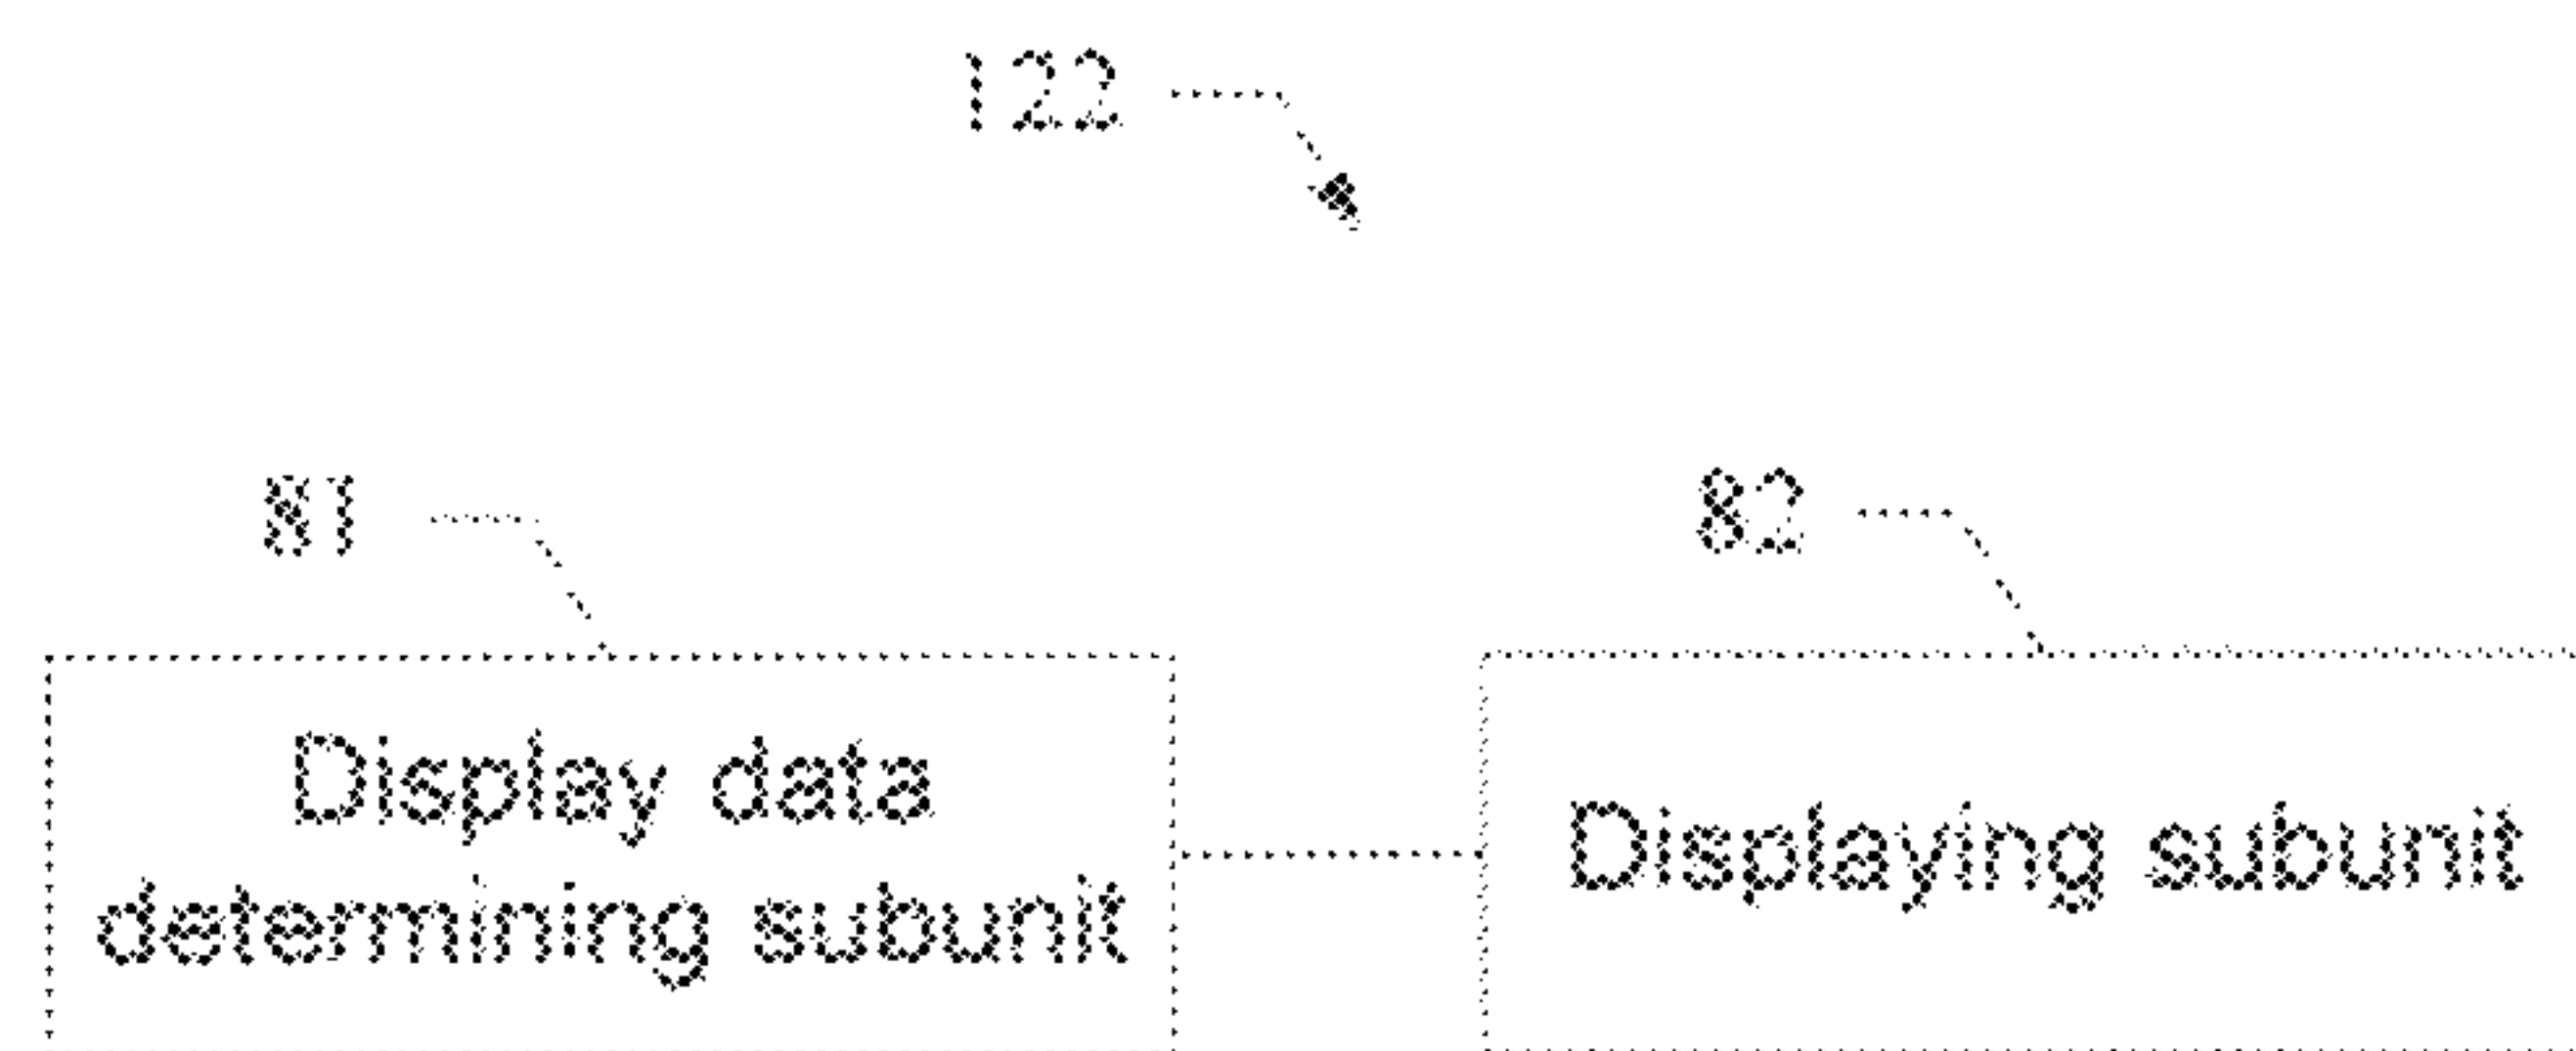 122
81
82
Display data
determining subunit
Displaying subunit